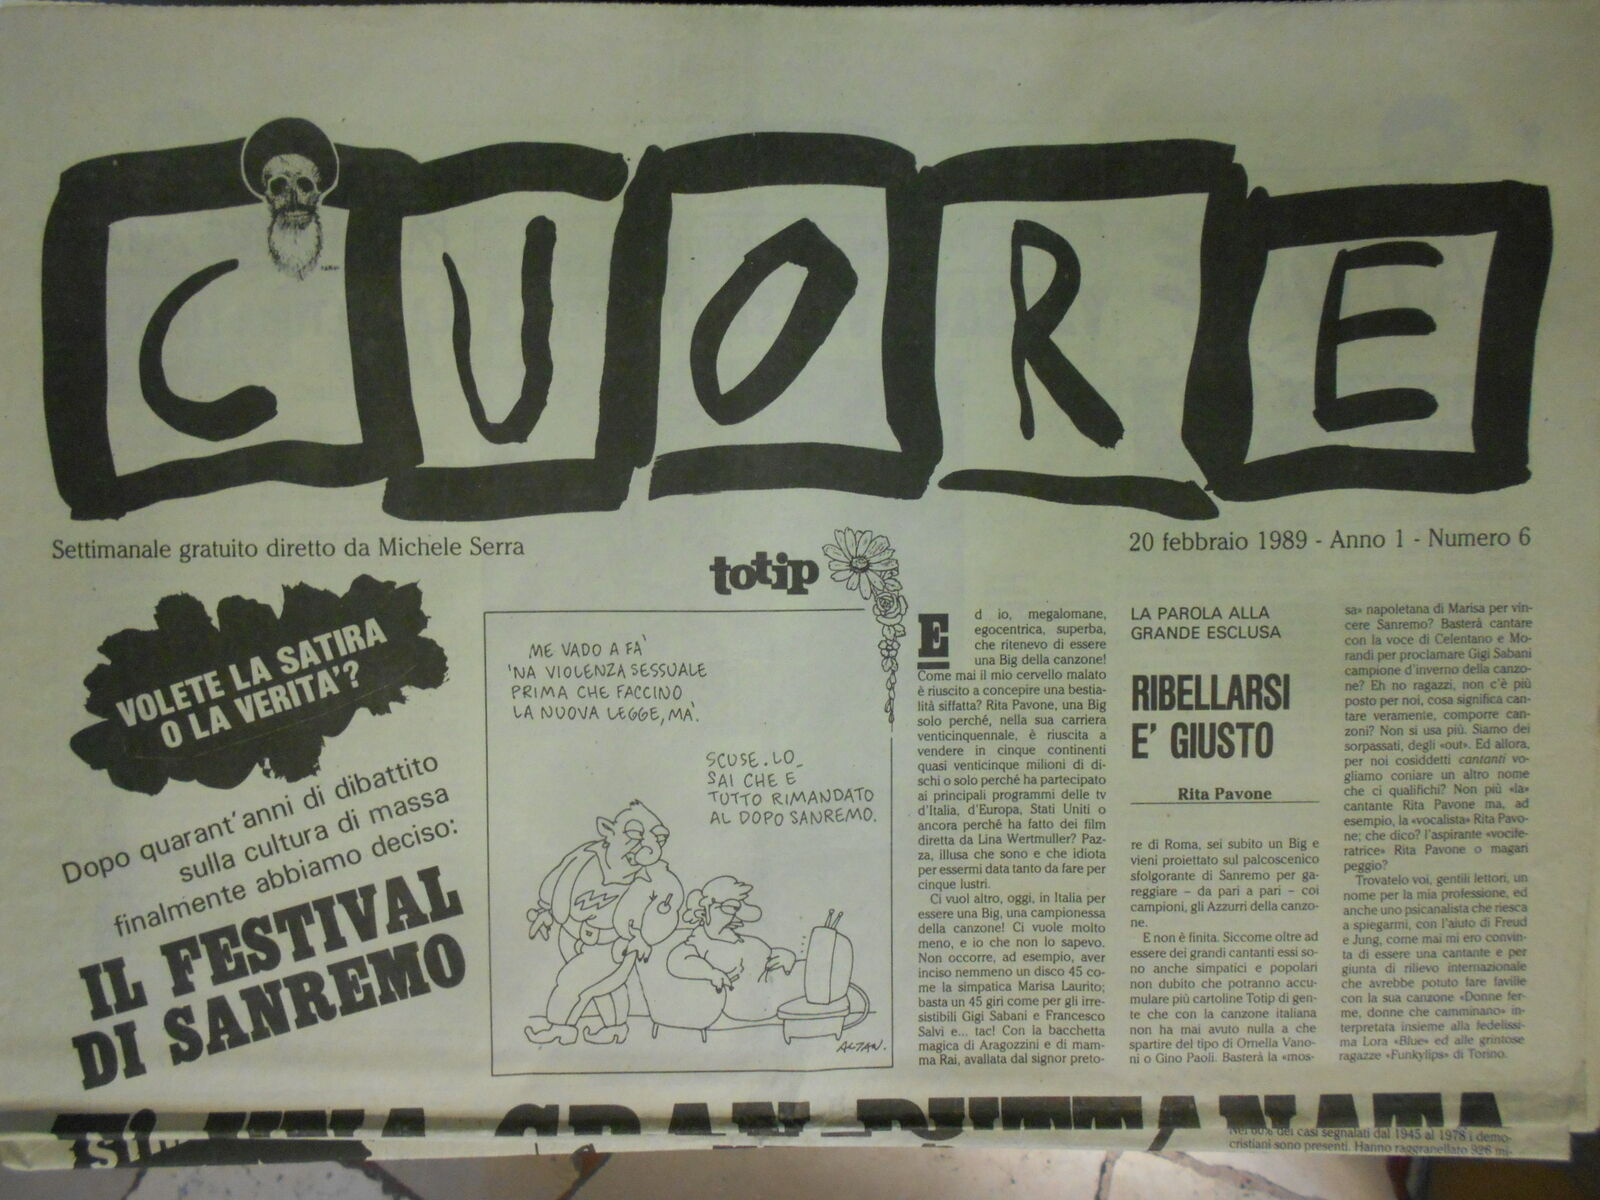 CUORE
Settimanale gratuito diretto da Michele Serra
20 febbraio 1989 - Anno 1 - Numero 6
VOLETE LA SATIRA
O LA VERITA'?
Dopo quarant'anni di dibattito
sulla cultura di massa
finalmente abbiamo deciso:
IL FESTIVAL
DI SANREMO
totip
ME VADO A FA'
'NA VIOLENZA SESSUALE
PRIMA CHE FACCINO
LA NUOVA LEGGE, MA'.
SCUSE. LO
SAI CHE E
TUTTO RIMANDATO
AL DOPO SANREMO.
ALTAN.
Ed io, megalomane,
egocentrica, superba,
che ritenevo di essere
una Big della canzone!
Come mai il mio cervello malato
è riuscito a concepire una bestia-
lità siffatta? Rita Pavone, una Big
solo perché, nella sua carriera
venticinquennale, è riuscita a
vendere in cinque continenti
quasi venticinque milioni di di-
schi o solo perché ha partecipato
ai principali programmi delle tv
d'Italia, d'Europa, Stati Uniti o
ancora perché ha fatto dei film
diretta da Lina Wertmuller? Paz-
za, illusa che sono e che idiota
per essermi data tanto da fare per
cinque lustri.
Ci vuol altro, oggi, in Italia per
essere una Big, una campionessa
della canzone! Ci vuole molto
meno, e io che non lo sapevo.
Non occorre, ad esempio, aver
inciso nemmeno un disco 45 co-
me la simpatica Marisa Laurito;
basta un 45 giri come per gli irre-
sistibili Gigi Sabani e Francesco
Salvi e... tac! Con la bacchetta
magica di Aragozzini e di mam-
ma Rai, avallata dal signor preto-
LA PAROLA ALLA
GRANDE ESCLUSA
RIBELLARSI
E' GIUSTO
Rita Pavone
re di Roma, sei subito un Big e
vieni proiettato sul palcoscenico
sfolgorante di Sanremo per ga-
reggiare – da pari a pari – coi
campioni, gli Azzurri della canzo-
ne.
E non è finita. Siccome oltre ad
essere dei grandi cantanti essi so-
no anche simpatici e popolari
non dubito che potranno accu-
mulare più cartoline Totip di gen-
te che con la canzone italiana
non ha mai avuto nulla a che
spartire del tipo di Ornella Vano-
ni o Gino Paoli. Basterà la «mos-
sa» napoletana di Marisa per vin-
cere Sanremo? Basterà cantare
con la voce di Celentano e Mo-
randi per proclamare Gigi Sabani
campione d'inverno della canzo-
ne? Eh no ragazzi, non c'è più
posto per noi, cosa significa can-
tare veramente, comporre can-
zoni? Non si usa più. Siamo dei
sorpassati, degli «out». Ed allora,
per noi cosiddetti cantanti vo-
gliamo coniare un altro nome
che ci qualifichi? Non più «la»
cantante Rita Pavone ma, ad
esempio, la «vocalista» Rita Pavo-
ne; che dico? l'aspirante «vocife-
ratrice» Rita Pavone o magari
peggio?
Trovatelo voi, gentili lettori, un
nome per la mia professione, ed
anche uno psicanalista che riesca
a spiegarmi, con l'aiuto di Freud
e Jung, come mai mi ero convin-
ta di essere una cantante e per
giunta di rilievo internazionale
che avrebbe potuto fare faville
con la sua canzone «Donne fer-
me, donne che camminano» in-
terpretata insieme alla fedelissi-
ma Lora «Blue» ed alle grintose
ragazze «Funkylips» di Torino.
UNA GRAN PUTTANATA
Nel 60% dei casi segnalati dal 1945 al 1978 i demo-
cristiani sono presenti. Hanno raggranellato 926 mi-